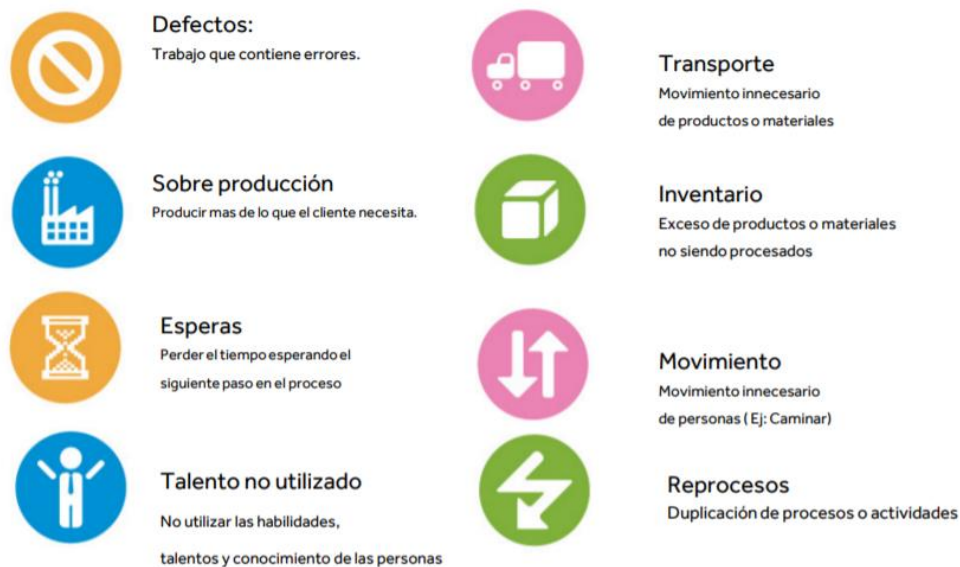 Defectos:
Trabajo que contiene errores.
Sobre producción
Producir mas de lo que el cliente necesita.
Esperas
Perder el tiempo esperando el
siguiente paso en el proceso
Talento no utilizado
No utilizar las habilidades,
talentos y conocimiento de las personas
Transporte
Movimiento innecesario
de productos o materiales
Inventario
Exceso de productos o materiales
no siendo procesados
Movimiento
Movimiento innecesario
de personas ( Ej: Caminar)
Reprocesos
Duplicación de procesos o actividades